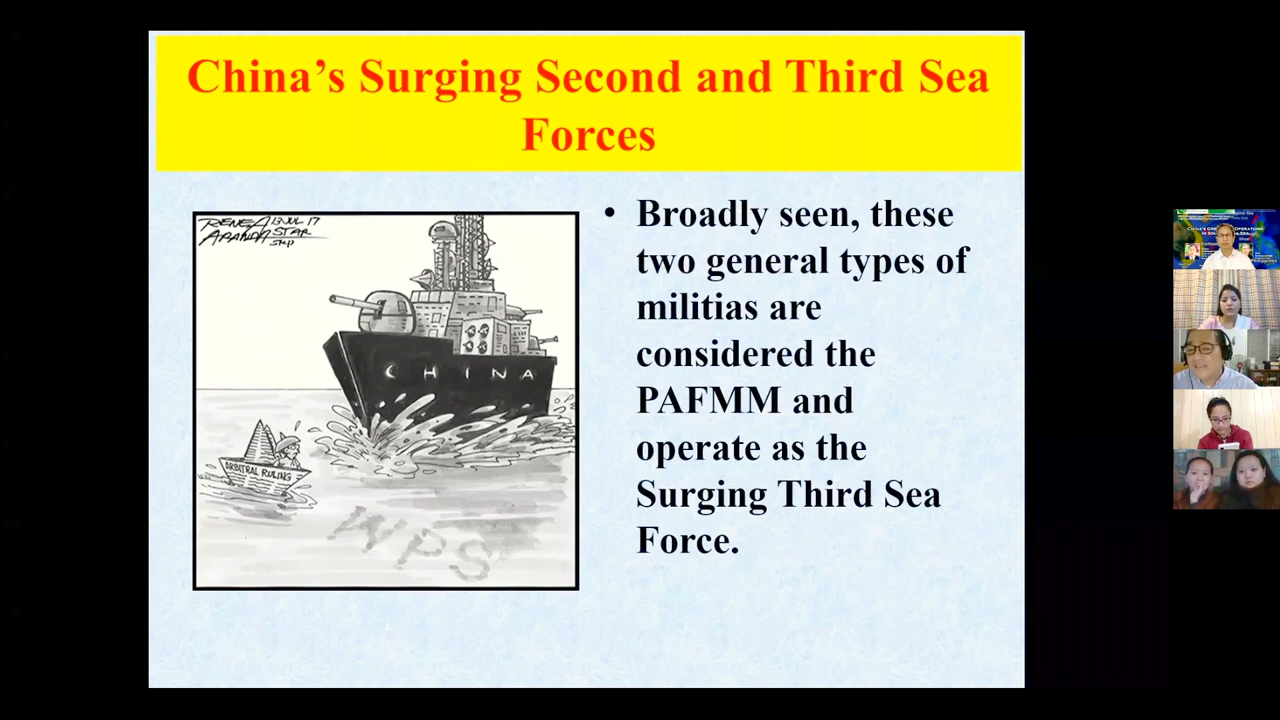 China's Surging Second and Third Sea
Forces
RENE A 13 JUL 17
ARANDA STAR
CHINA
ARBITRAL RULING
WPS
• Broadly seen, these
two general types of
militias are
considered the
PAFMM and
operate as the
Surging Third Sea
Force.